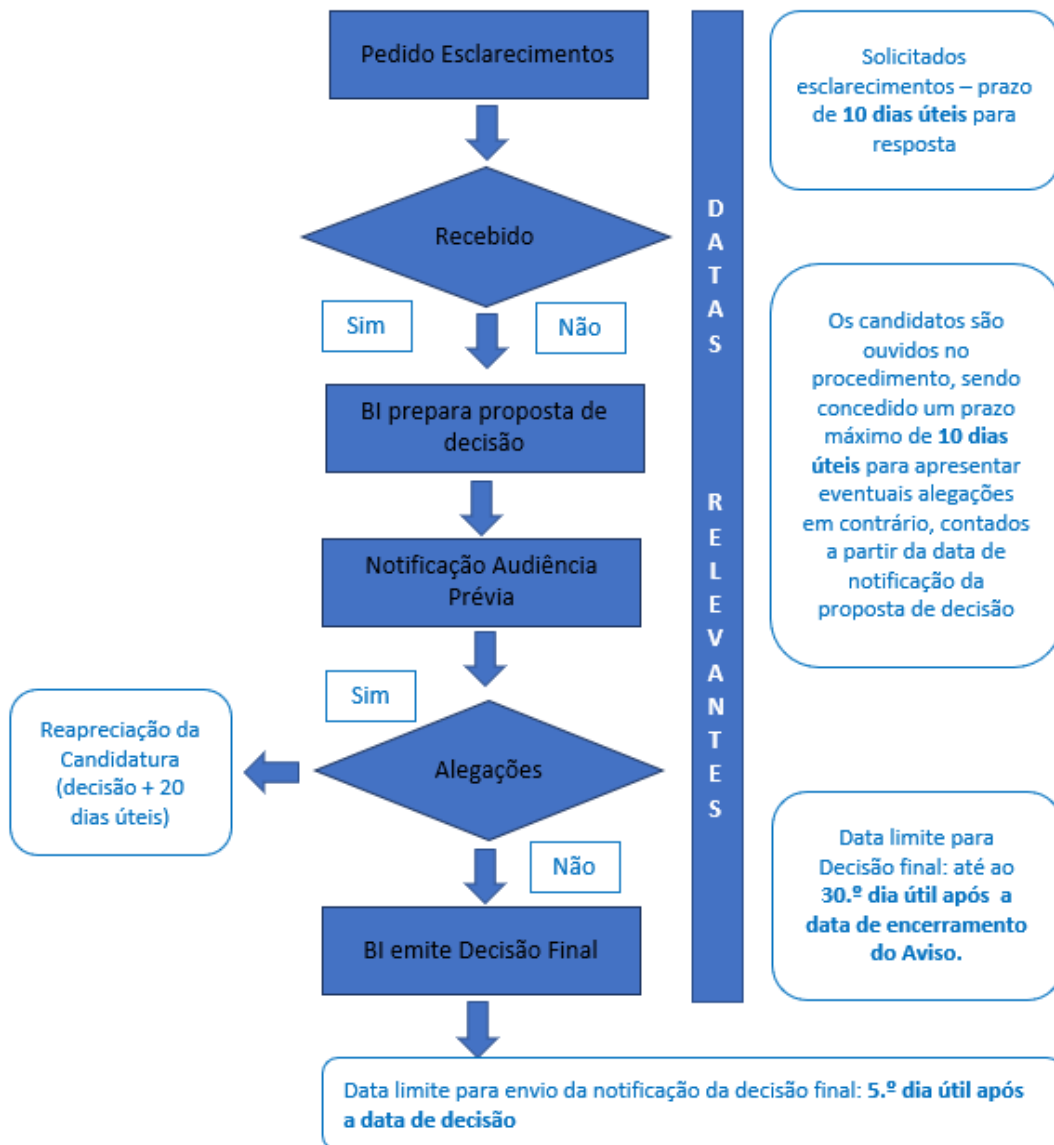 Pedido Esclarecimentos
Solicitados
esclarecimentos – prazo
de 10 dias úteis para
resposta
Recebido
Sim
Não
BI prepara proposta de
decisão
Notificação Audiência
Prévia
D
A
T
A
S
R
E
L
E
V
A
N
T
E
S
Os candidatos são
ouvidos no
procedimento, sendo
concedido um prazo
máximo de 10 dias
úteis para apresentar
eventuais alegações
em contrário, contados
a partir da data de
notificação da
proposta de decisão
Sim
Alegações
Reapreciação da
Candidatura
(decisão + 20
dias úteis)
Não
BI emite Decisão Final
Data limite para
Decisão final: até ao
30.º dia útil após a
data de encerramento
do Aviso.
Data limite para envio da notificação da decisão final: 5.º dia útil após
a data de decisão